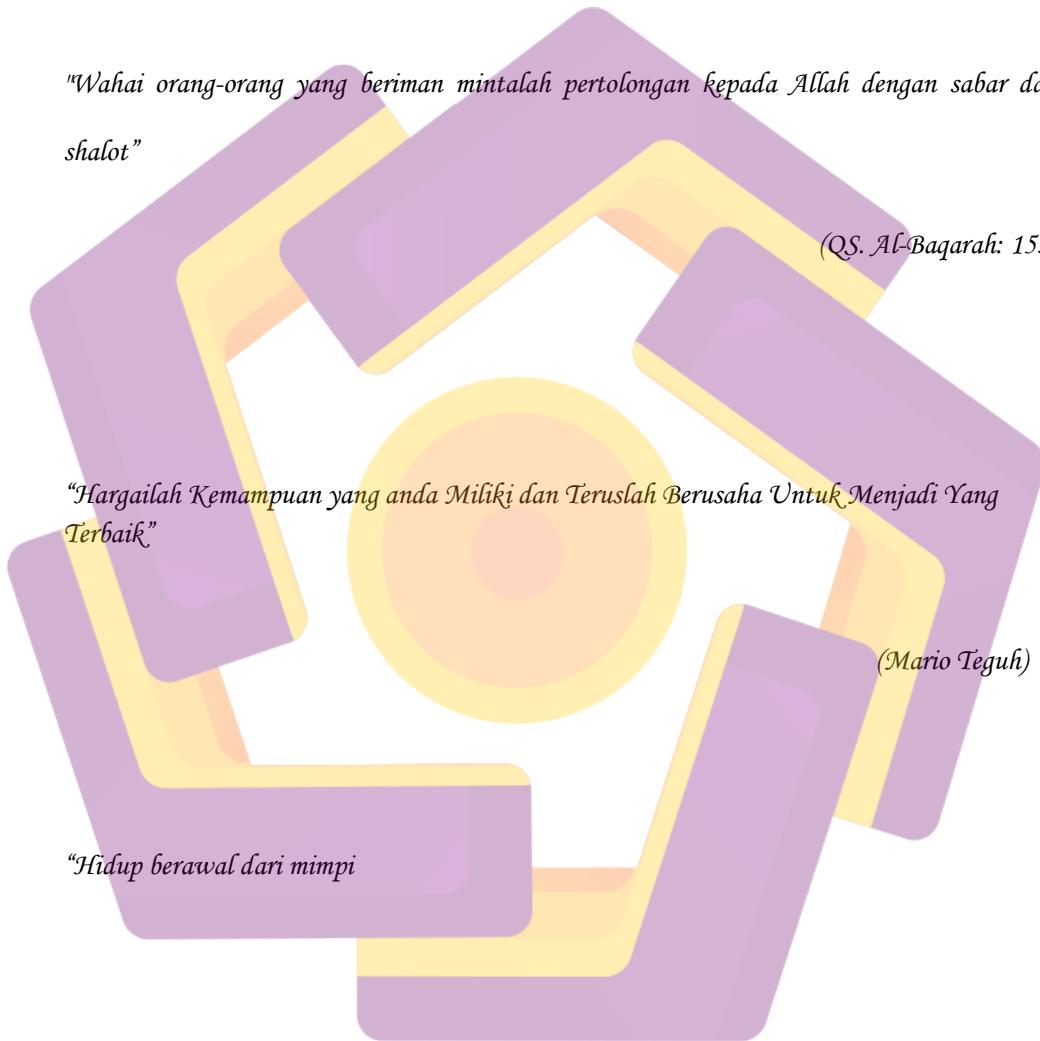 "Wahai orang-orang yang beriman mintalah pertolongan kepada Allah dengan sabar da
shalot”
(QS. Al-Baqarah: 15
“Hargailah Kemampuan yang anda Miliki dan Teruslah Berusaha Untuk Menjadi Yang
Terbaik”
(Mario Teguh)
“Hidup berawal dari mimpi